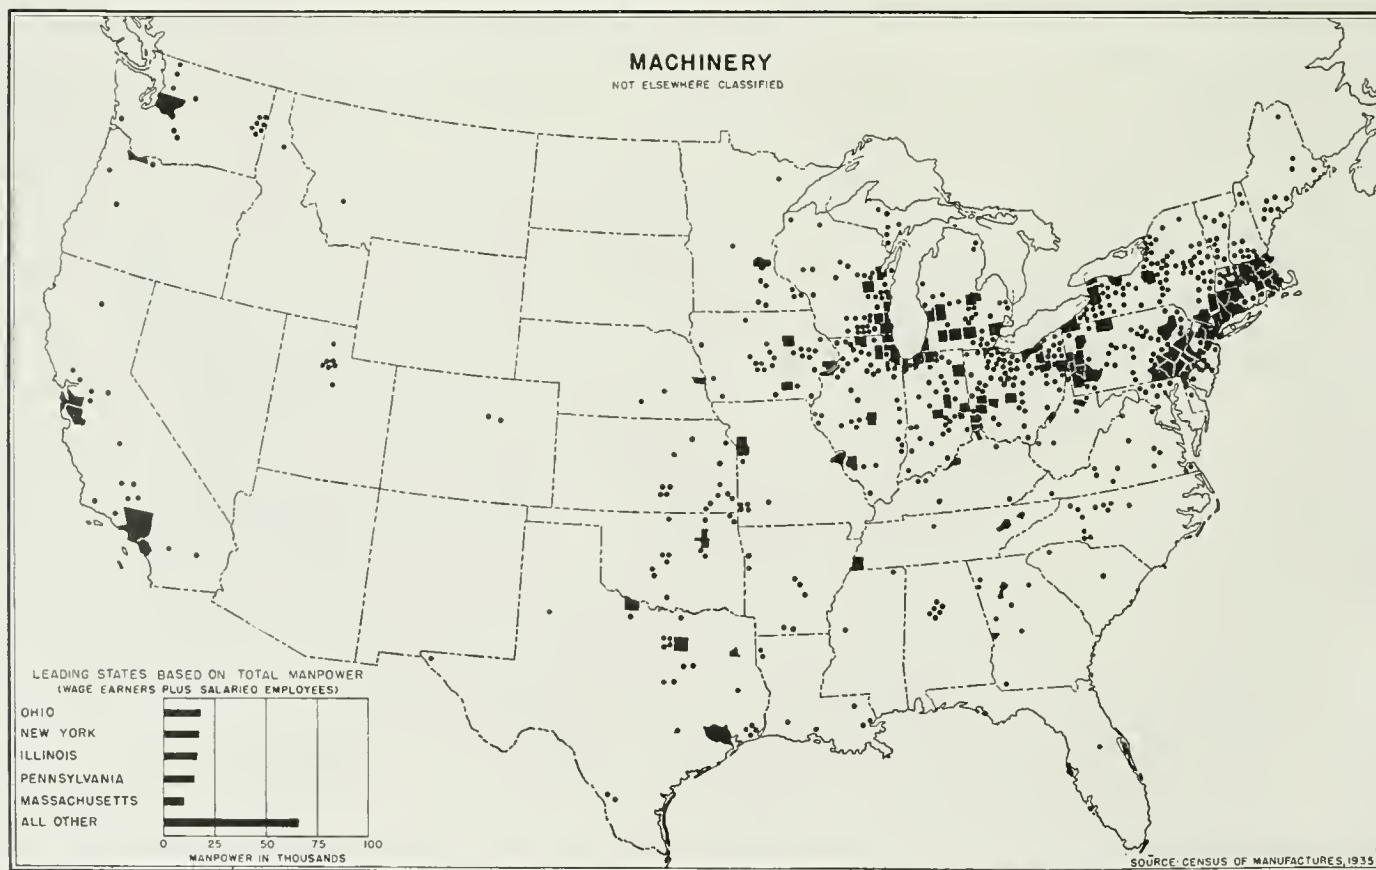 MACHINERY
NOT ELSEWHERE CLASSIFIED
LEADING STATES BASED ON TOTAL MANPOWER
(WAGE EARNERS PLUS SALARIED EMPLOYEES)
OHIO
NEW YORK
ILLINOIS
PENNSYLVANIA
MASSACHUSETTS
ALL OTHER
0 25 50 75 100
MANPOWER IN THOUSANDS
SOURCE: CENSUS OF MANUFACTURES, 1935